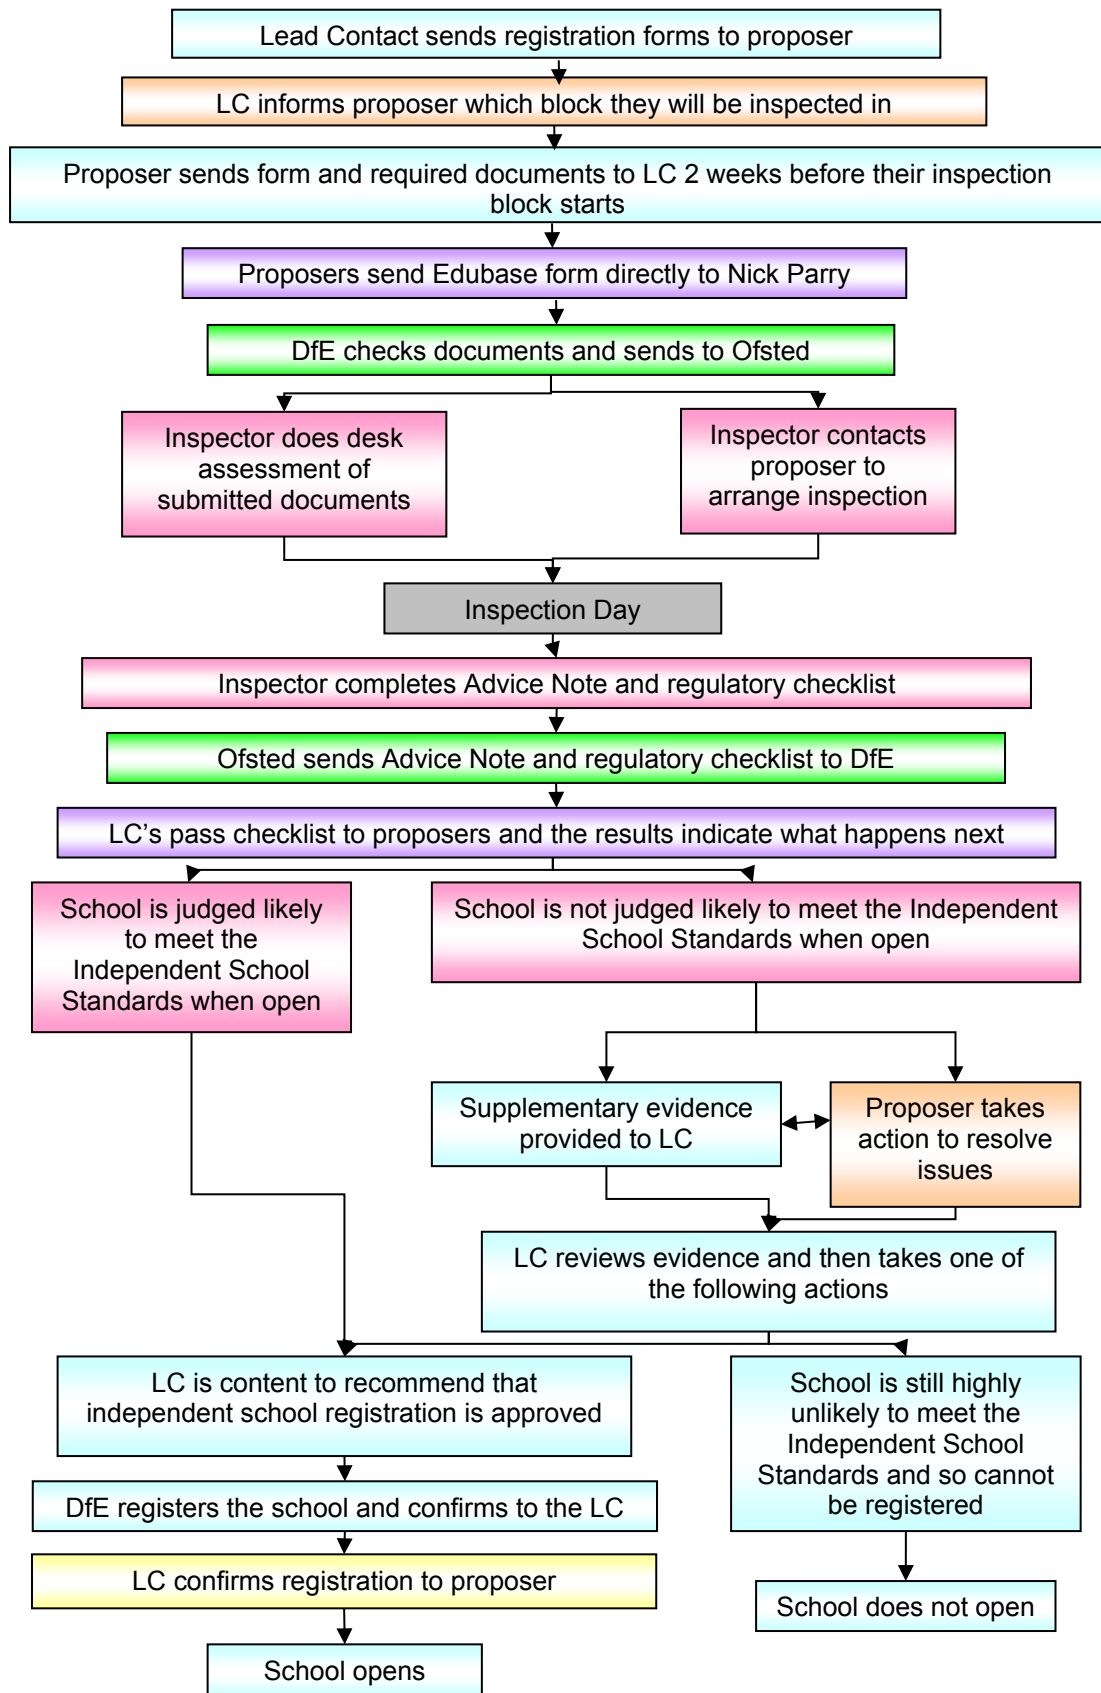 Lead Contact sends registration forms to proposer
LC informs proposer which block they will be inspected in
Proposer sends form and required documents to LC 2 weeks before their inspection
block starts
Proposers send Edubase form directly to Nick Parry
DfE checks documents and sends to Ofsted
Inspector does desk
assessment of
submitted documents
Inspector contacts
proposer to
arrange inspection
Inspection Day
Inspector completes Advice Note and regulatory checklist
Ofsted sends Advice Note and regulatory checklist to DfE
LC’s pass checklist to proposers and the results indicate what happens next
School is judged likely
to meet the
Independent School
Standards when open
School is not judged likely to meet the Independent
School Standards when open
Supplementary evidence
provided to LC
Proposer takes
action to resolve
issues
LC reviews evidence and then takes one of
the following actions
LC is content to recommend that
independent school registration is approved
School is still highly
unlikely to meet the
Independent School
Standards and so cannot
be registered
DfE registers the school and confirms to the LC
LC confirms registration to proposer
School does not open
School opens